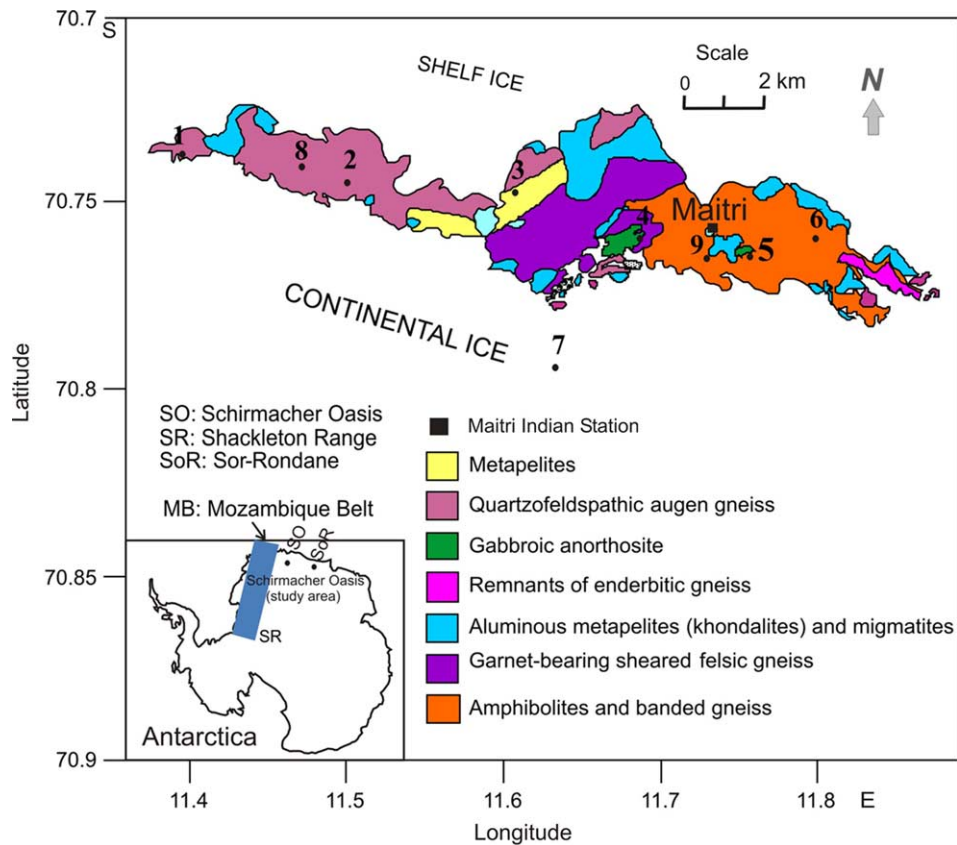 70.7
S
SHELF ICE
Scale
0 2 km
N
1
8
2
3
70.75
Maitri
4
6
9
5
CONTINENTAL ICE
7
Latitude
70.8
SO: Schirmacher Oasis
SR: Shackleton Range
SoR: Sor-Rondane
MB: Mozambique Belt
Maitri Indian Station
Metapelites
Quartzofeldspathic augen gneiss
Gabbroic anorthosite
Remnants of enderbitic gneiss
Aluminous metapelites (khondalites) and migmatites
Garnet-bearing sheared felsic gneiss
Amphibolites and banded gneiss
SO
SoR
70.85
Schirmacher Oasis
(study area)
SR
Antarctica
70.9
11.4 11.5 11.6 11.7 11.8 E
Longitude